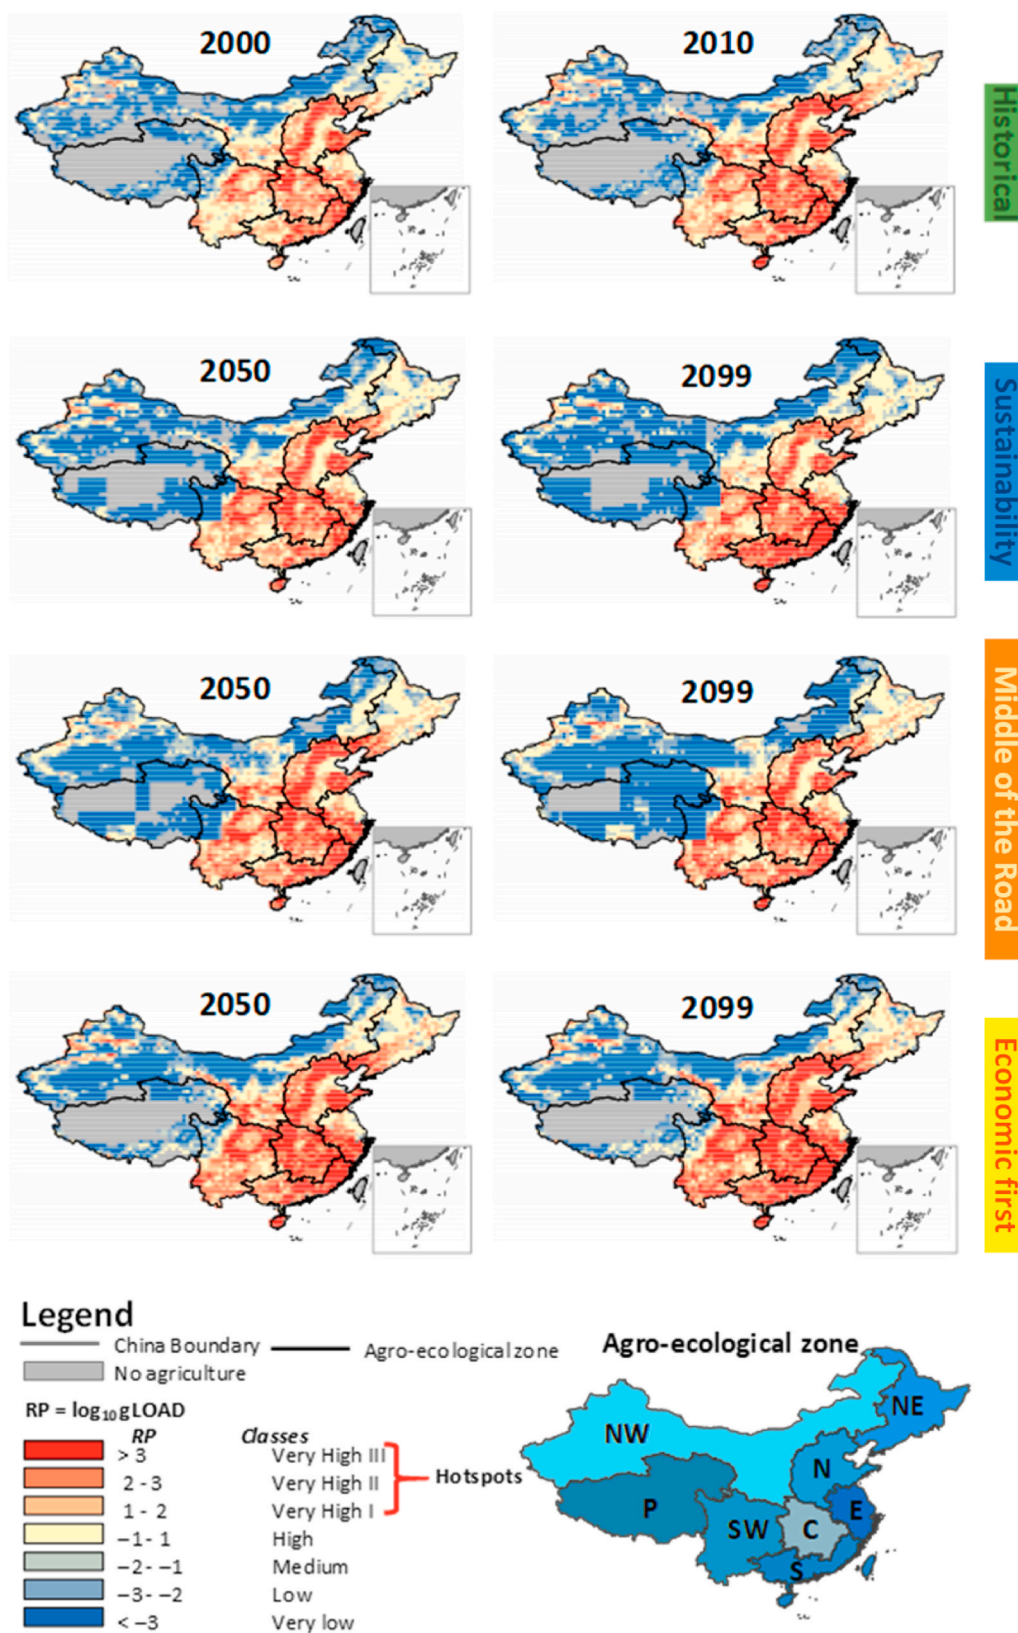 2000
2010
Historical
2050
2099
Sustainability
2050
2099
Middle of the Road
2050
2099
Economic first
Legend
China Boundary
Agro-ecological zone
No agriculture
RP = log₁₀gLOAD
RP
Classes
> 3
Very High III
2 - 3
Very High II
Hotspots
1 - 2
Very High I
−1- 1
High
−2- −1
Medium
−3- −2
Low
< −3
Very low
Agro-ecological zone
NE
NW
N
P
E
SW
C
S